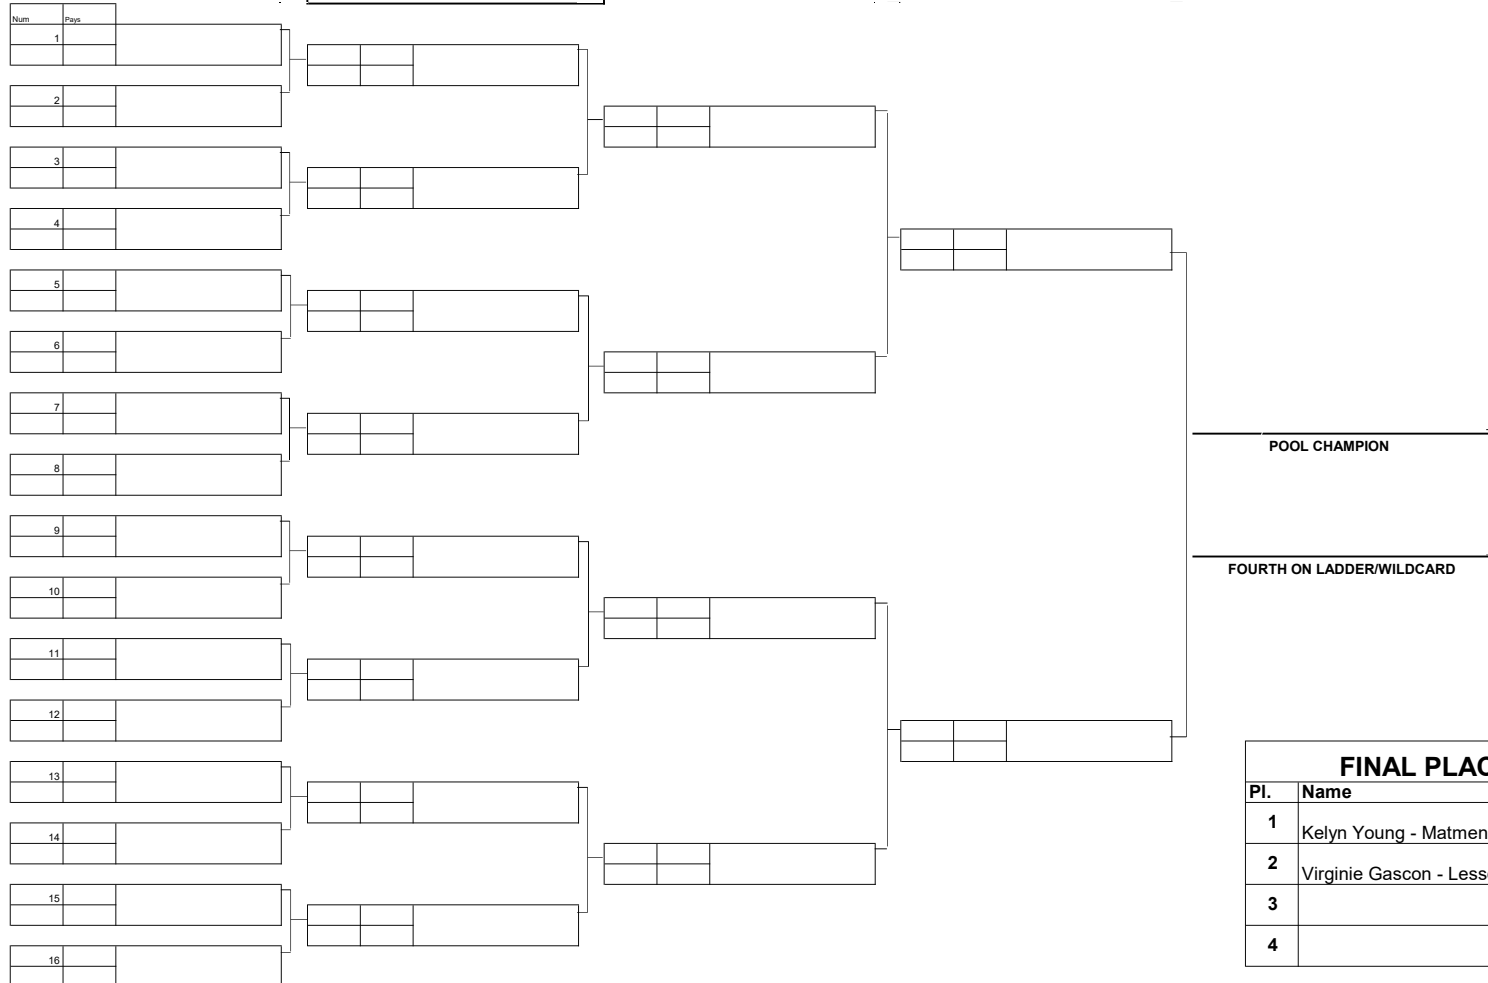 Num Pays
1
2
3
4
5
6
7
8
POOL CHAMPION
9
FOURTH ON LADDER/WILDCARD
10
11
12
13
14
15
16
FINAL PLAC
Pl. Name
1 Kelyn Young - Matmen
2 Virginie Gascon - Less
3
4